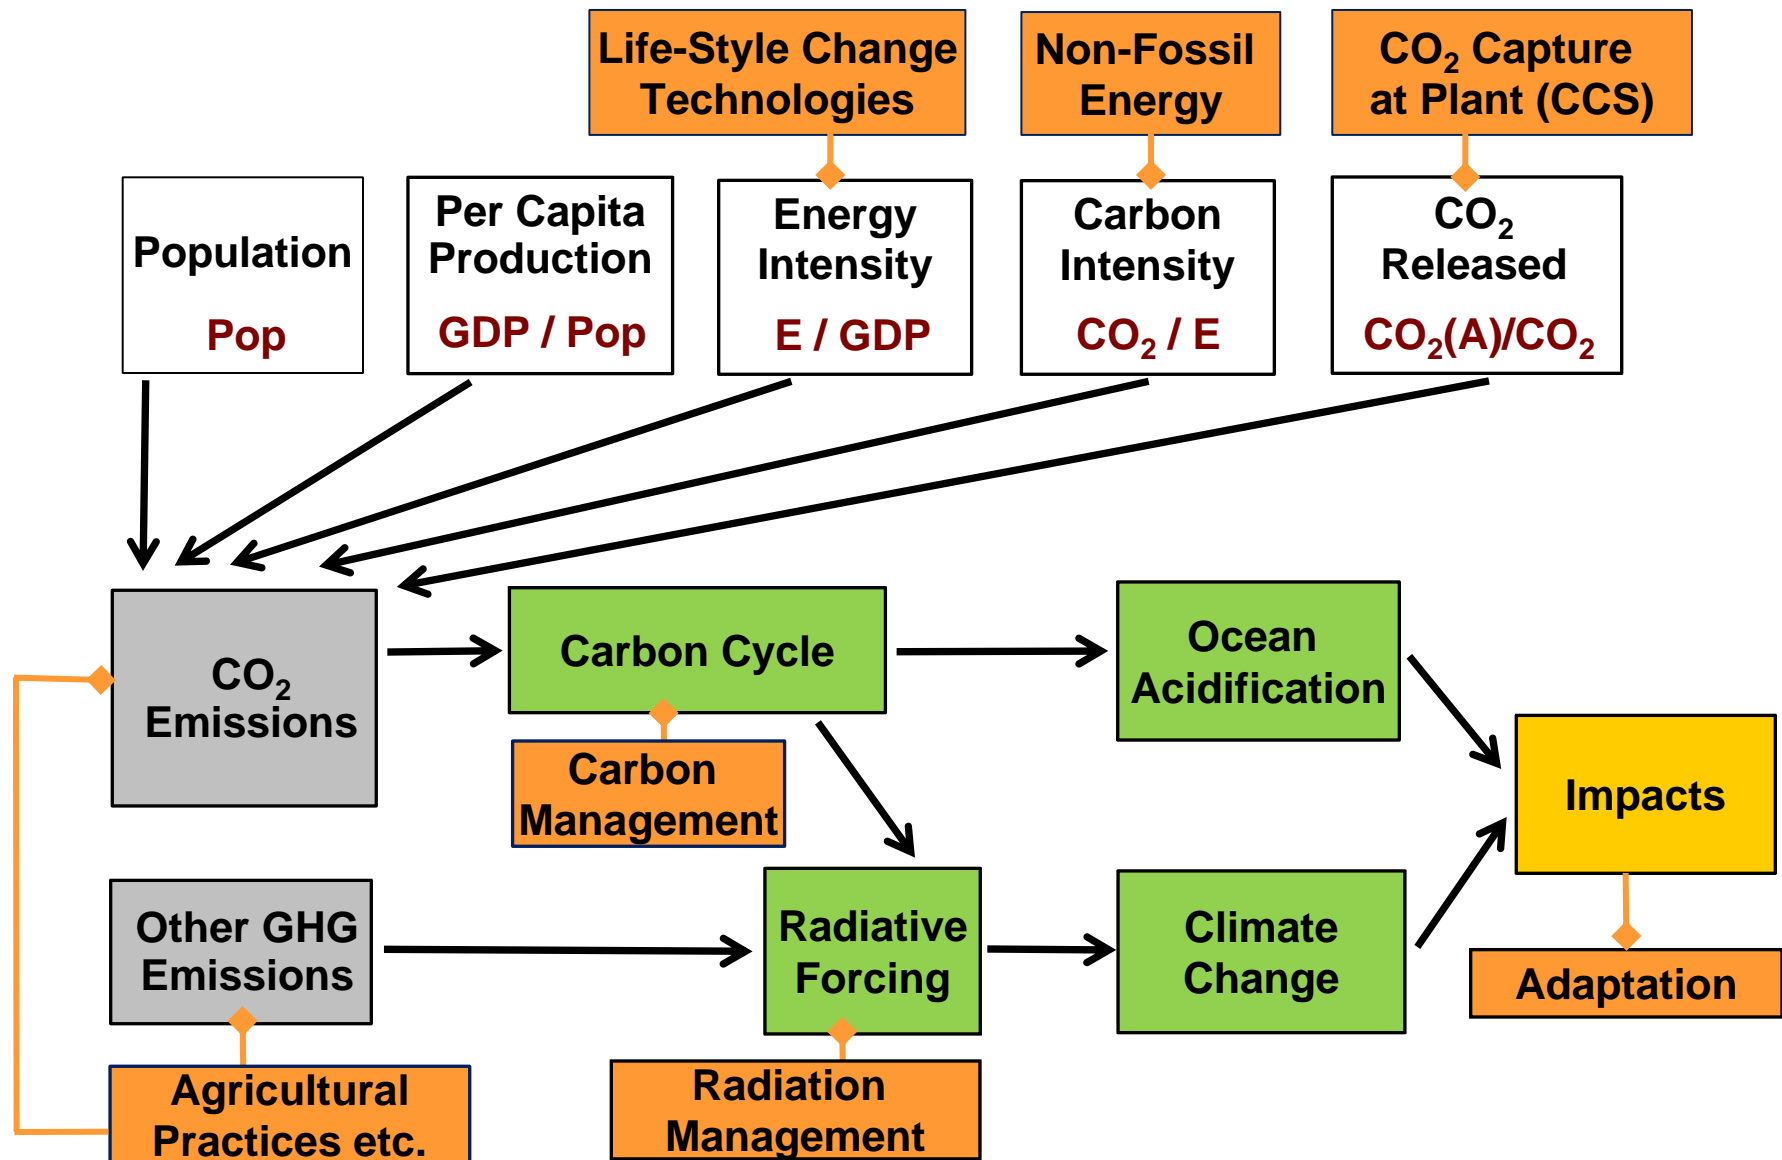 Life-Style Change
Technologies
Non-Fossil
Energy
CO₂ Capture
at Plant (CCS)
Population
Pop
Per Capita
Production
GDP / Pop
Energy
Intensity
E / GDP
Carbon
Intensity
CO₂ / E
CO₂
Released
CO₂(A)/CO₂
CO₂
Emissions
Carbon Cycle
Ocean
Acidification
Carbon
Management
Impacts
Other GHG
Emissions
Radiative
Forcing
Climate
Change
Adaptation
Agricultural
Practices etc.
Radiation
Management